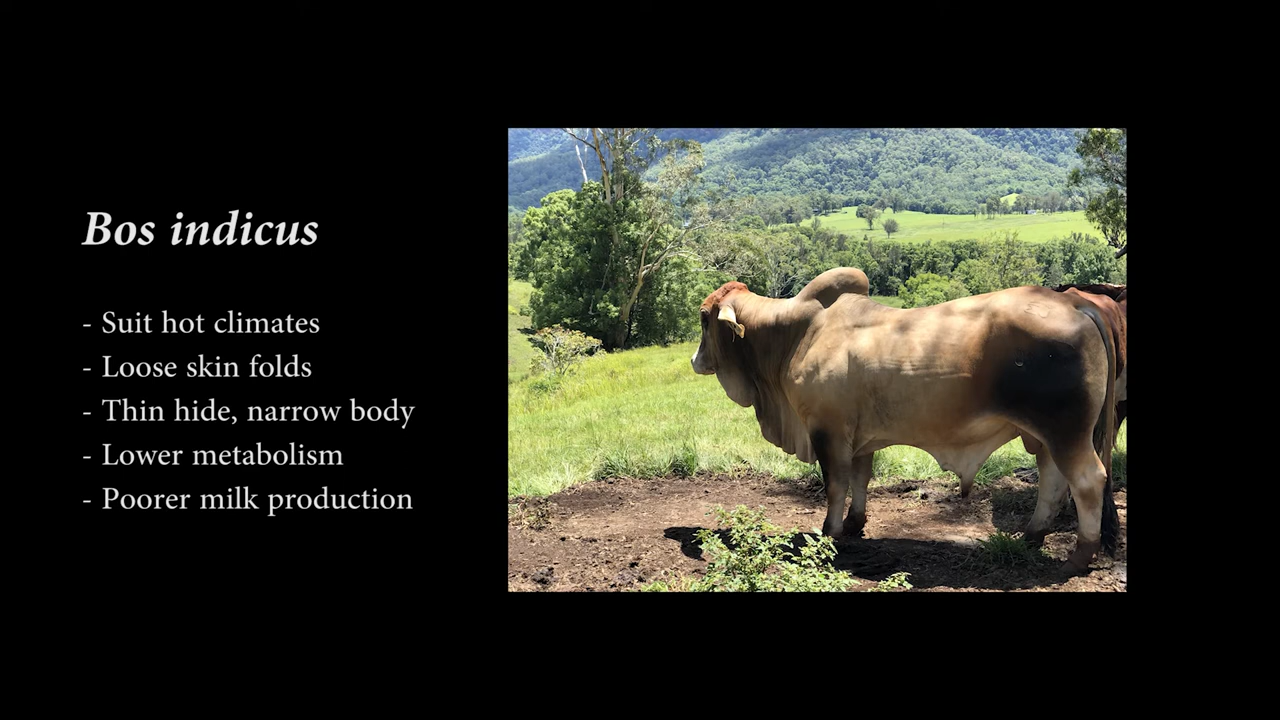 Bos indicus
- Suit hot climates
- Loose skin folds
- Thin hide, narrow body
- Lower metabolism
- Poorer milk production